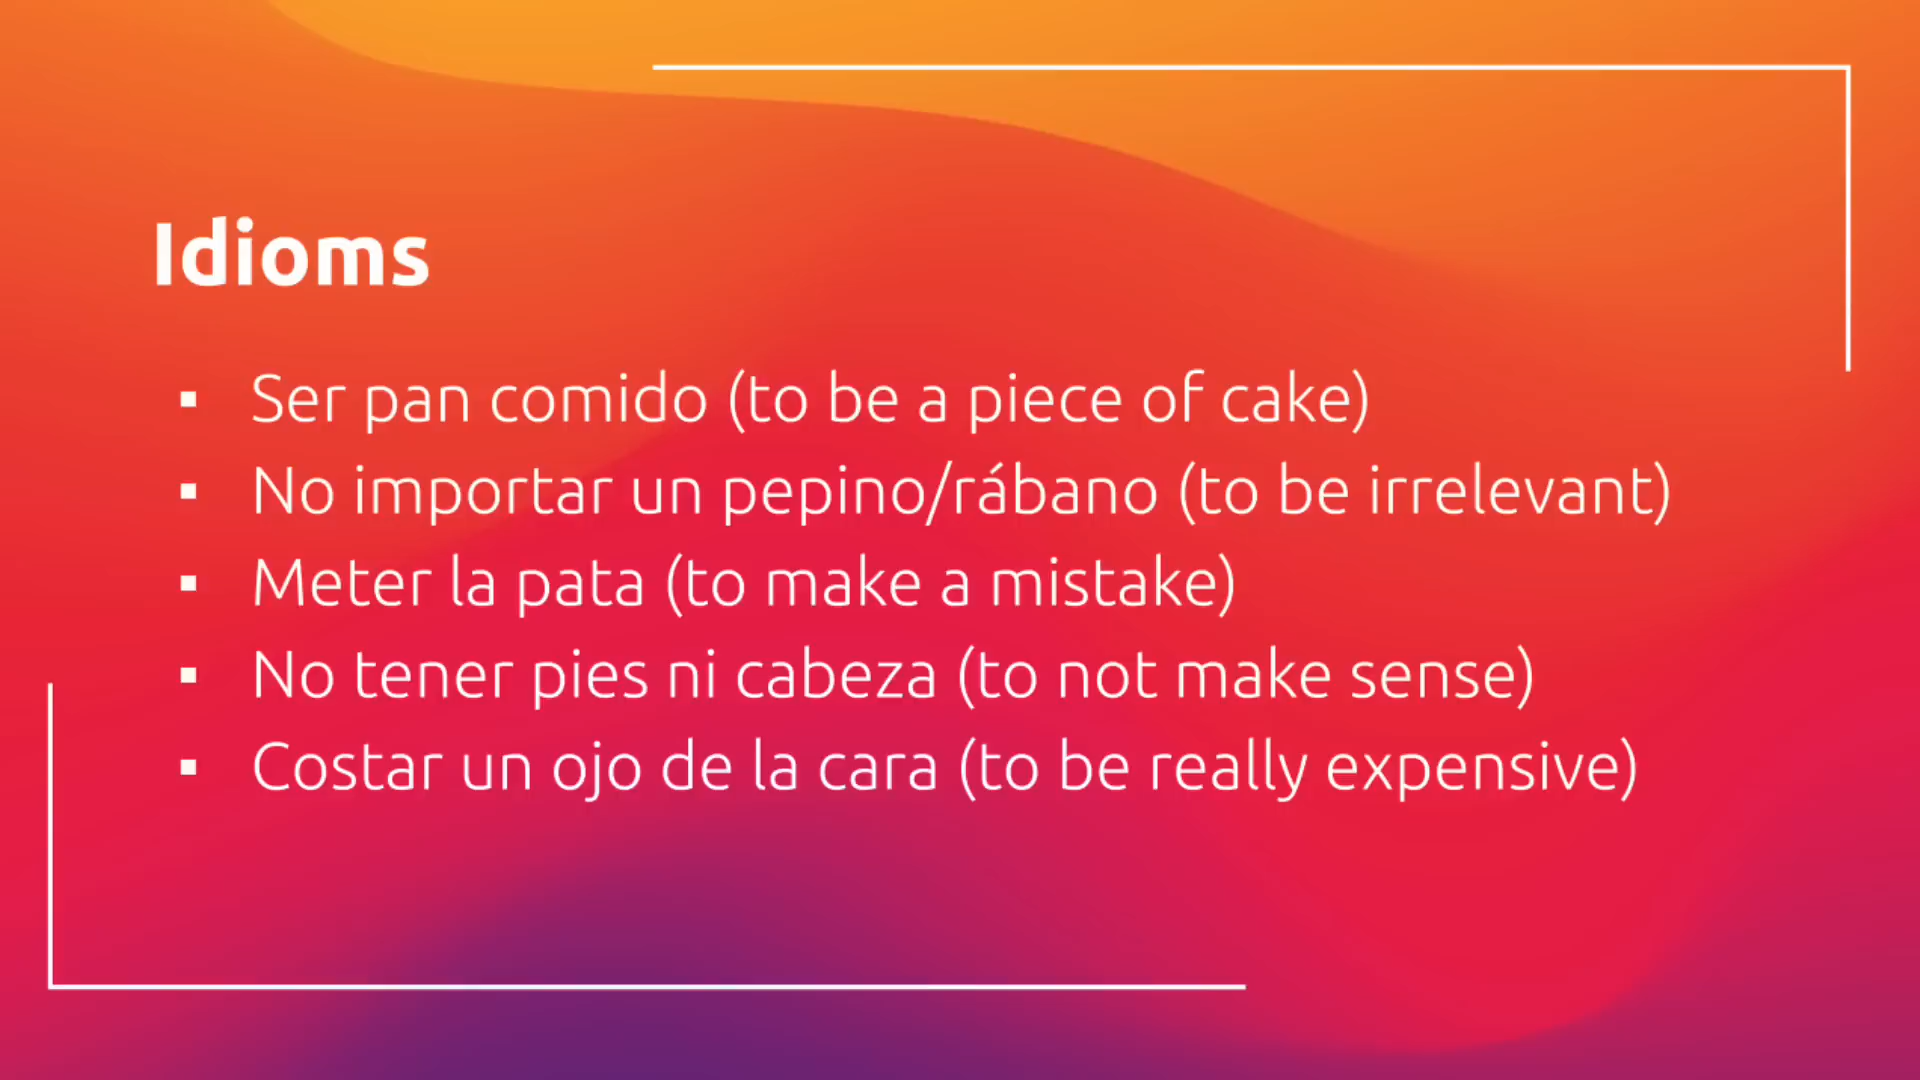 Idioms
▪ Ser pan comido (to be a piece of cake)
▪ No importar un pepino/rábano (to be irrelevant)
▪ Meter la pata (to make a mistake)
▪ No tener pies ni cabeza (to not make sense)
▪ Costar un ojo de la cara (to be really expensive)